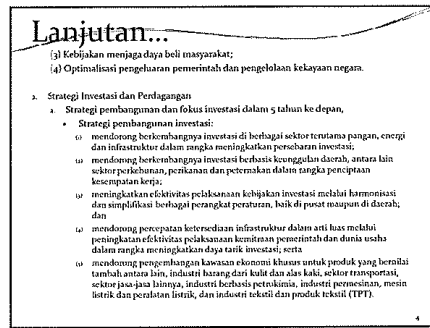 Lanjutan...
(3) Kebijakan menjaga daya beli masyarakat;
(4) Optimalisasi pengeluaran pemerintah dan pengelolaan kekayaan negara.
2. Strategi Investasi dan Perdagangan
a. Strategi pembangunan dan fokus investasi dalam 5 tahun ke depan,
• Strategi pembangunan investasi:
(1) mendorong berkembangnya investasi di berbagai sektor terutama pangan, energi
dan infrastruktur dalam rangka meningkatkan persebaran investasi;
(2) mendorong berkembangnya investasi berbasis keunggulan daerah, antara lain
sektor perkebunan, perikanan dan peternakan dalam rangka penciptaan
kesempatan kerja;
(3) meningkatkan efektivitas pelaksanaan kebijakan investasi melalui harmonisasi
dan simplifikasi berbagai perangkat peraturan, baik di pusat maupun di daerah;
dan
(4) mendorong percepatan ketersediaan infrastruktur dalam arti luas melalui
peningkatan efektivitas pelaksanaan kemitraan pemerintah dan dunia usaha
dalam rangka meningkatkan daya tarik investasi; serta
(5) mendorong pengembangan kawasan ekonomi khusus untuk produk yang bernilai
tambah antara lain, industri barang dari kulit dan alas kaki, sektor transportasi,
sektor jasa-jasa lainnya, industri berbasis petrokimia, industri permesinan, mesin
listrik dan peralatan listrik, dan industri tekstil dan produk tekstil (TPT).
4